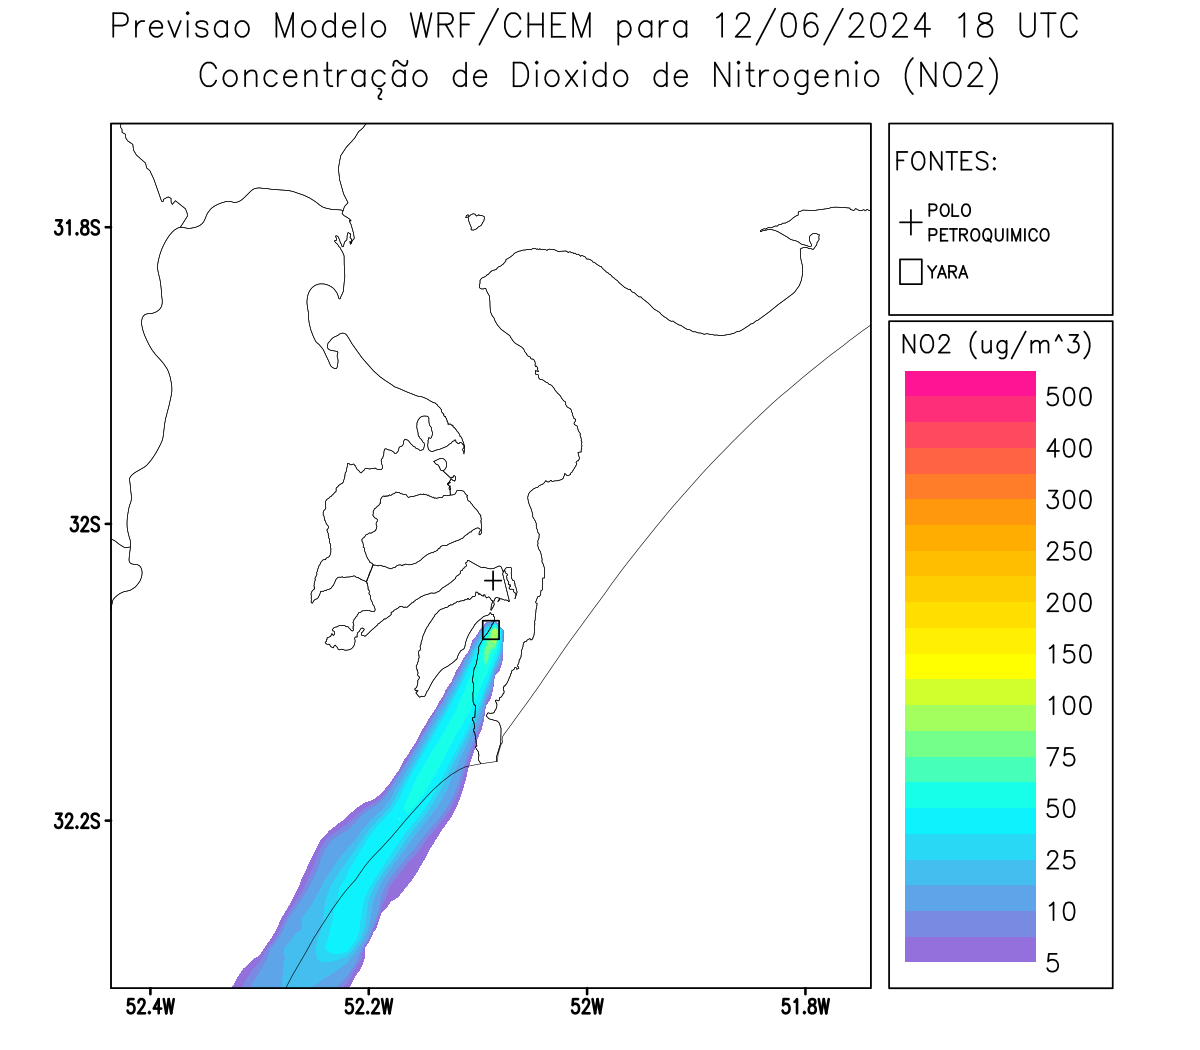 Previsao Modelo WRF/CHEM para 12/06/2024 18 UTC
Concentração de Dioxido de Nitrogenio (NO2)
FONTES:
POLO
PETROQUIMICO
YARA
NO2 (ug/m^3)
500
400
300
250
200
150
100
75
50
25
10
5
31.8S
32S
32.2S
52.4W
52.2W
52W
51.8W